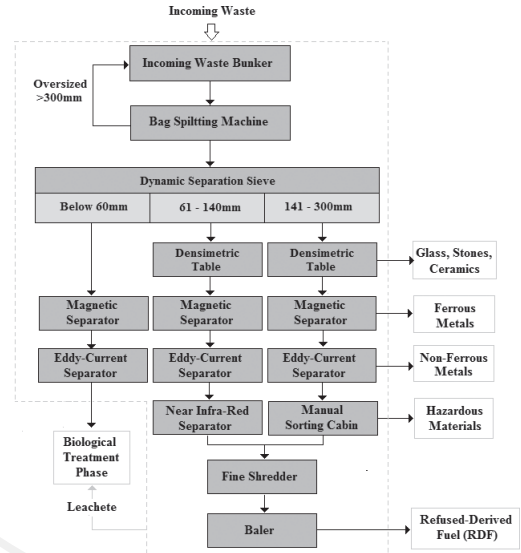 Incoming Waste
Incoming Waste Bunker
Oversized
>300mm
Bag Spiltting Machine
Dynamic Separation Sieve
Below 60mm
61 - 140mm
141 - 300mm
Densimetric
Table
Densimetric
Table
Glass, Stones,
Ceramics
Magnetic
Separator
Magnetic
Separator
Magnetic
Separator
Ferrous
Metals
Eddy-Current
Separator
Eddy-Current
Separator
Eddy-Current
Separator
Non-Ferrous
Metals
Near Infra-Red
Separator
Manual
Sorting Cabin
Hazardous
Materials
Biological
Treatment
Phase
Fine Shredder
Leachete
Baler
Refused-Derived
Fuel (RDF)